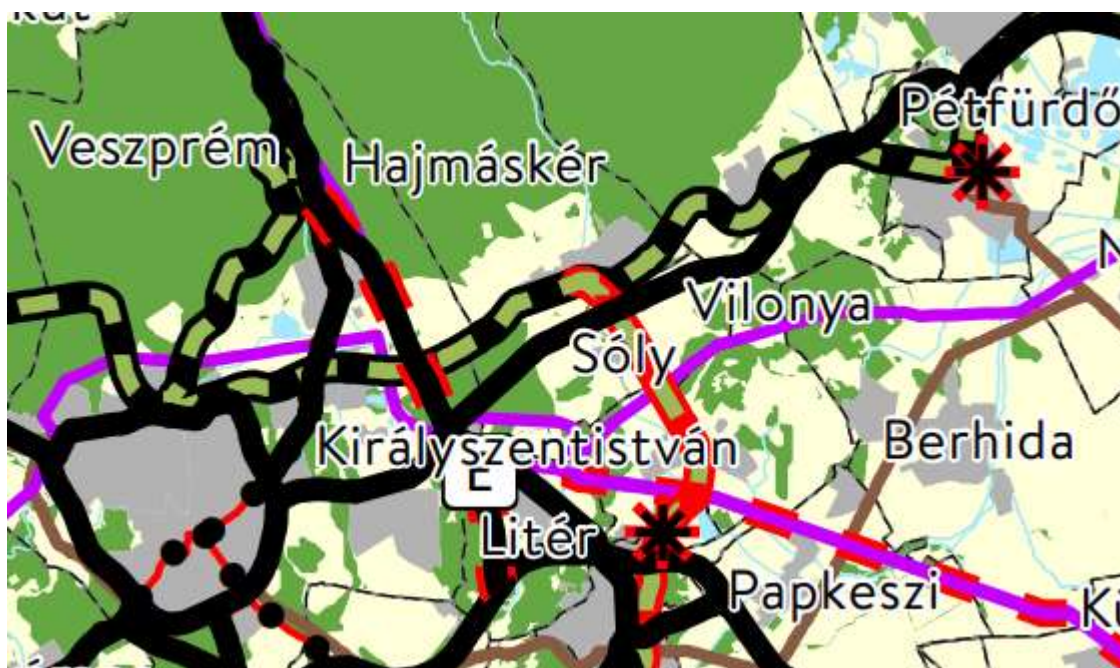 Pétfürdő
Veszprém
Hajmáskér
Vilonya
Sóly
Berhida
Királyszentistván
E
Litér
Papkeszi